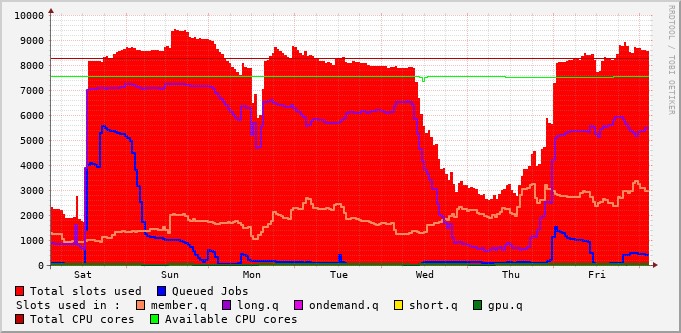 10000
9000
8000
7000
6000
5000
4000
3000
2000
1000
0
Sat Sun Mon Tue Wed Thu Fri
Total slots used Queued Jobs
Slots used in : member.q long.q ondemand.q short.q gpu.q
Total CPU cores Available CPU cores
RRDTOOL / TOBI OETIKER